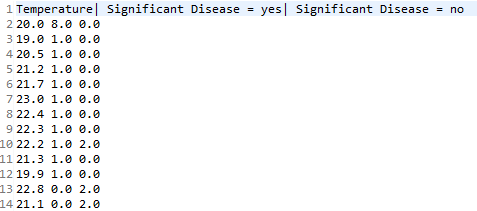 1 Temperature| Significant Disease = yes| Significant Disease = no
2 20.0 8.0 0.0
3 19.0 1.0 0.0
4 20.5 1.0 0.0
5 21.2 1.0 0.0
6 21.7 1.0 0.0
7 23.0 1.0 0.0
8 22.4 1.0 0.0
9 22.3 1.0 0.0
10 22.2 1.0 2.0
11 21.3 1.0 0.0
12 19.9 1.0 0.0
13 22.8 0.0 2.0
14 21.1 0.0 2.0